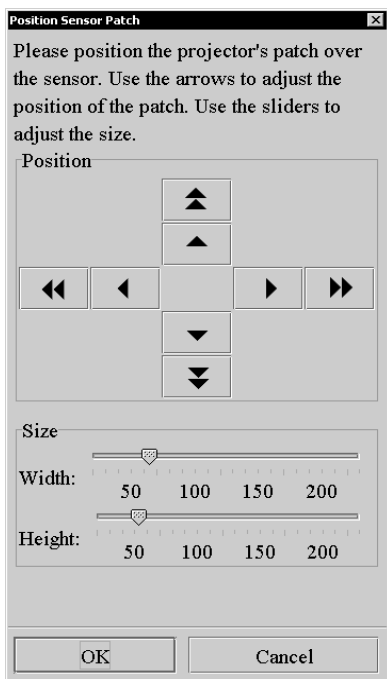 Position Sensor Patch
Please position the projector's patch over
the sensor. Use the arrows to adjust the
position of the patch. Use the sliders to
adjust the size.
Position
Size
Width:
50 100 150 200
Height:
50 100 150 200
OK Cancel